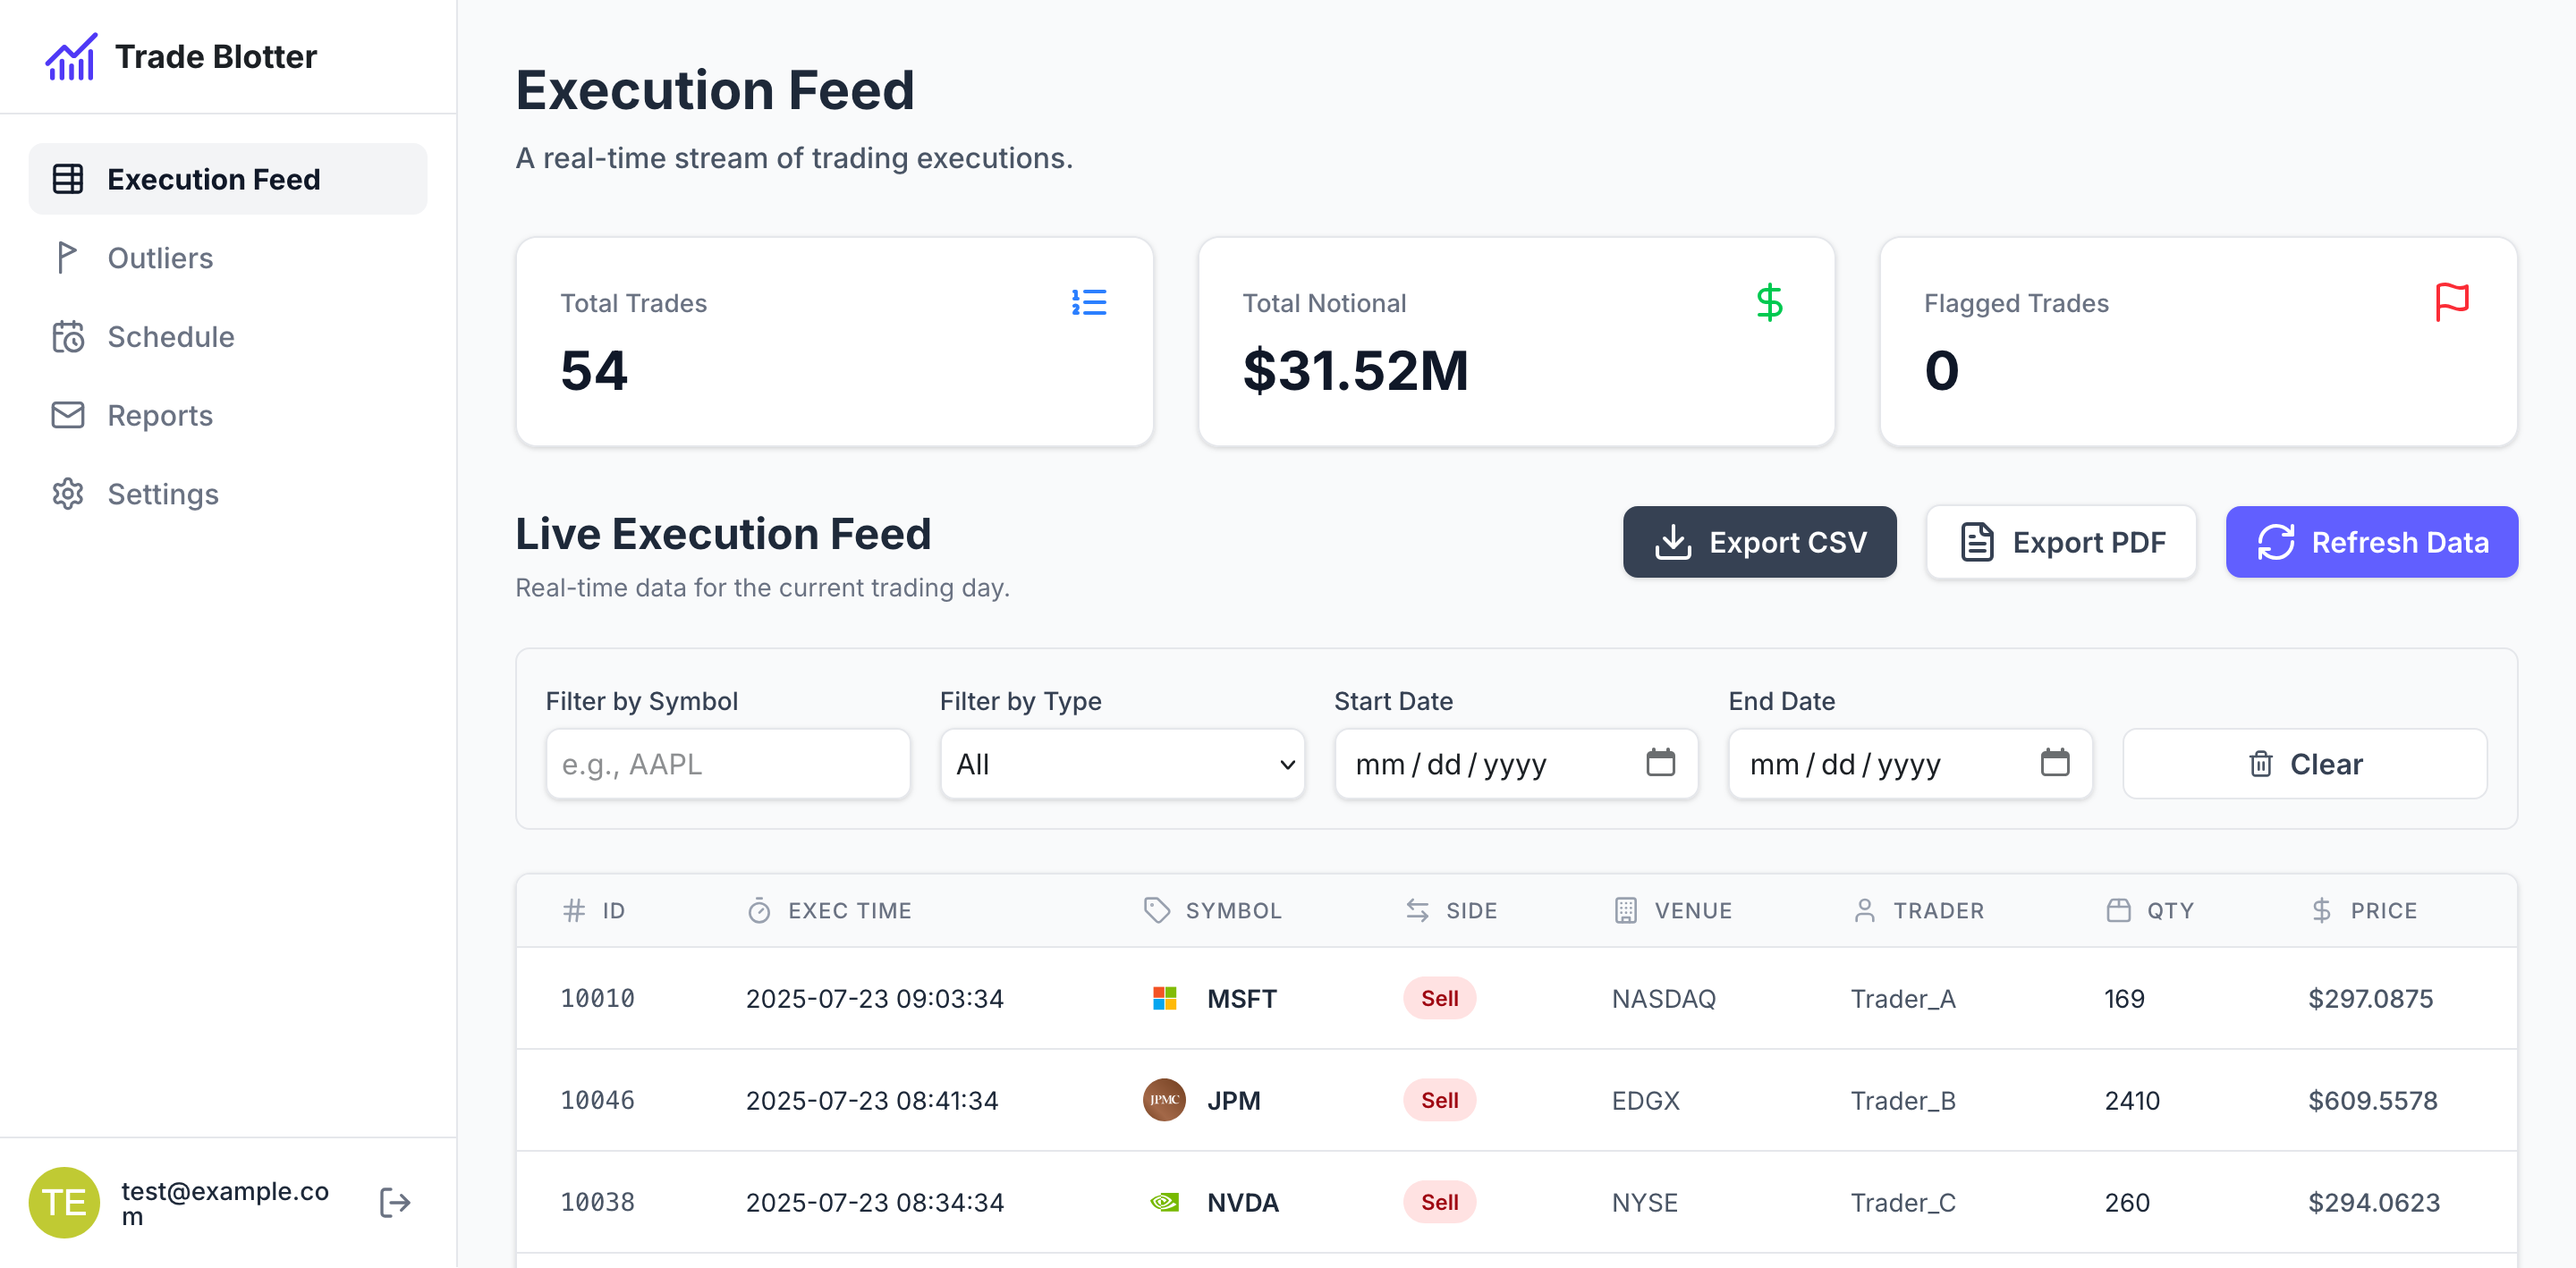 Trade Blotter
Execution Feed
Outliers
Schedule
Reports
Settings
test@example.co
m
TE
Execution Feed
A real-time stream of trading executions.
Total Trades
54
Total Notional
$31.52M
Flagged Trades
0
Live Execution Feed
Real-time data for the current trading day.
Export CSV
Export PDF
Refresh Data
Filter by Symbol
e.g., AAPL
Filter by Type
All
Start Date
mm/dd/yyyy
End Date
mm/dd/yyyy
Clear
ID EXEC TIME SYMBOL SIDE VENUE TRADER QTY PRICE
10010 2025-07-23 09:03:34 MSFT Sell NASDAQ Trader_A 169 $297.0875
10046 2025-07-23 08:41:34 JPMC JPM Sell EDGX Trader_B 2410 $609.5578
10038 2025-07-23 08:34:34 NVDA Sell NYSE Trader_C 260 $294.0623